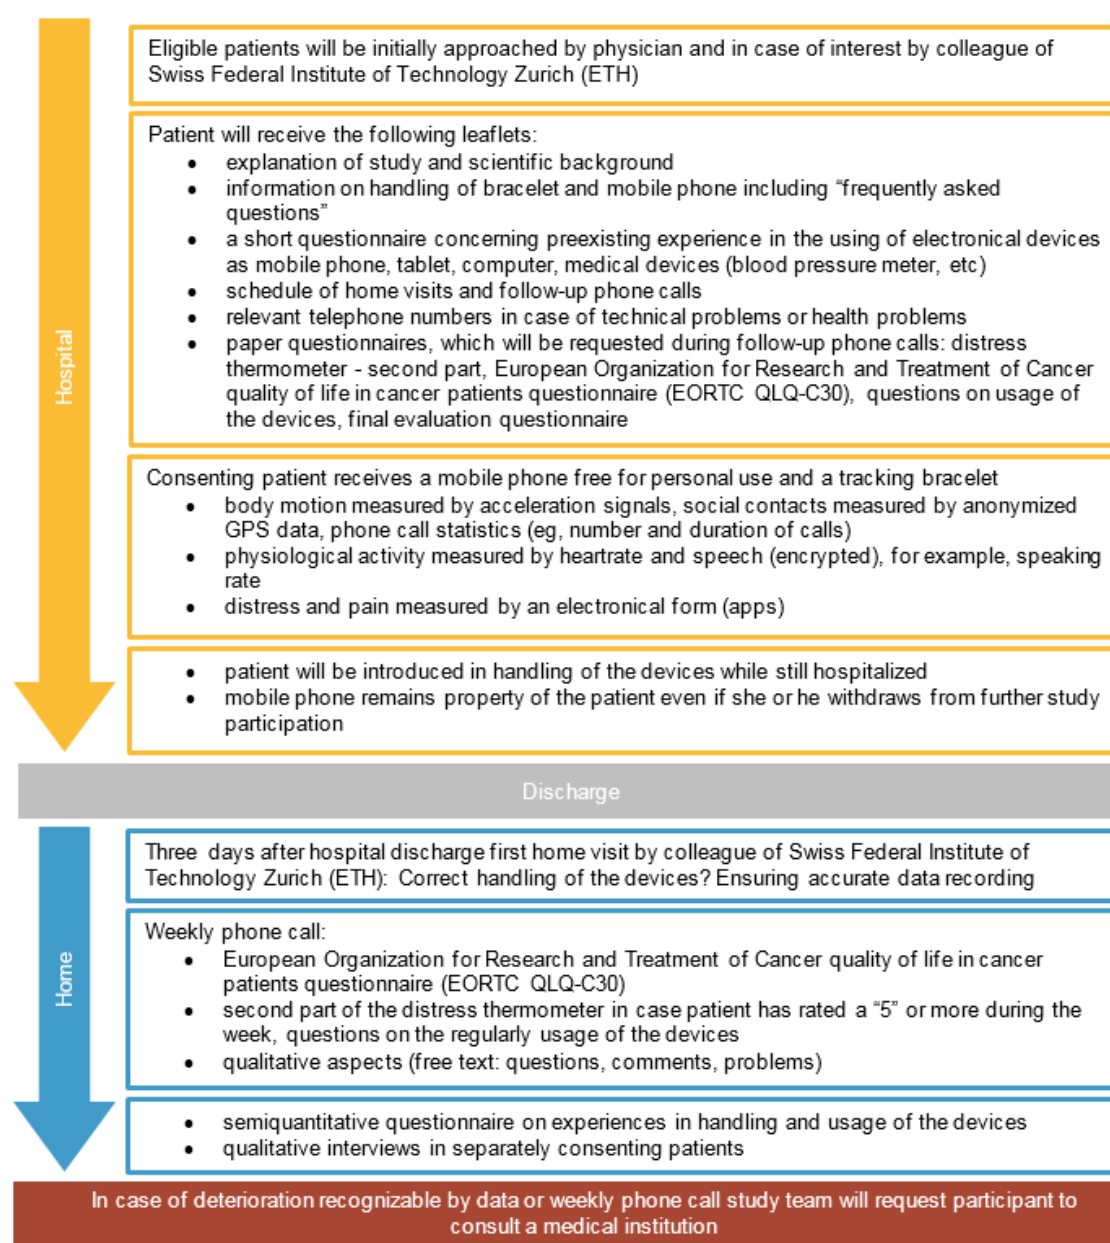 Eligible patients will be initially approached by physician and in case of interest by colleague of
Swiss Federal Institute of Technology Zurich (ETH)
Patient will receive the following leaflets:
• explanation of study and scientific background
• information on handling of bracelet and mobile phone including “frequently asked
questions”
• a short questionnaire concerning preexisting experience in the using of electronical devices
as mobile phone, tablet, computer, medical devices (blood pressure meter, etc)
• schedule of home visits and follow-up phone calls
• relevant telephone numbers in case of technical problems or health problems
• paper questionnaires, which will be requested during follow-up phone calls: distress
thermometer - second part, European Organization for Research and Treatment of Cancer
quality of life in cancer patients questionnaire (EORTC QLQ-C30), questions on usage of
the devices, final evaluation questionnaire
Hospital
Consenting patient receives a mobile phone free for personal use and a tracking bracelet
• body motion measured by acceleration signals, social contacts measured by anonymized
GPS data, phone call statistics (eg, number and duration of calls)
• physiological activity measured by heartrate and speech (encrypted), for example, speaking
rate
• distress and pain measured by an electronical form (apps)
• patient will be introduced in handling of the devices while still hospitalized
• mobile phone remains property of the patient even if she or he withdraws from further study
participation
Discharge
Three days after hospital discharge first home visit by colleague of Swiss Federal Institute of
Technology Zurich (ETH): Correct handling of the devices? Ensuring accurate data recording
Home
Weekly phone call:
• European Organization for Research and Treatment of Cancer quality of life in cancer
patients questionnaire (EORTC QLQ-C30)
• second part of the distress thermometer in case patient has rated a “5” or more during the
week, questions on the regularly usage of the devices
• qualitative aspects (free text: questions, comments, problems)
• semiquantitative questionnaire on experiences in handling and usage of the devices
• qualitative interviews in separately consenting patients
In case of deterioration recognizable by data or weekly phone call study team will request participant to
consult a medical institution